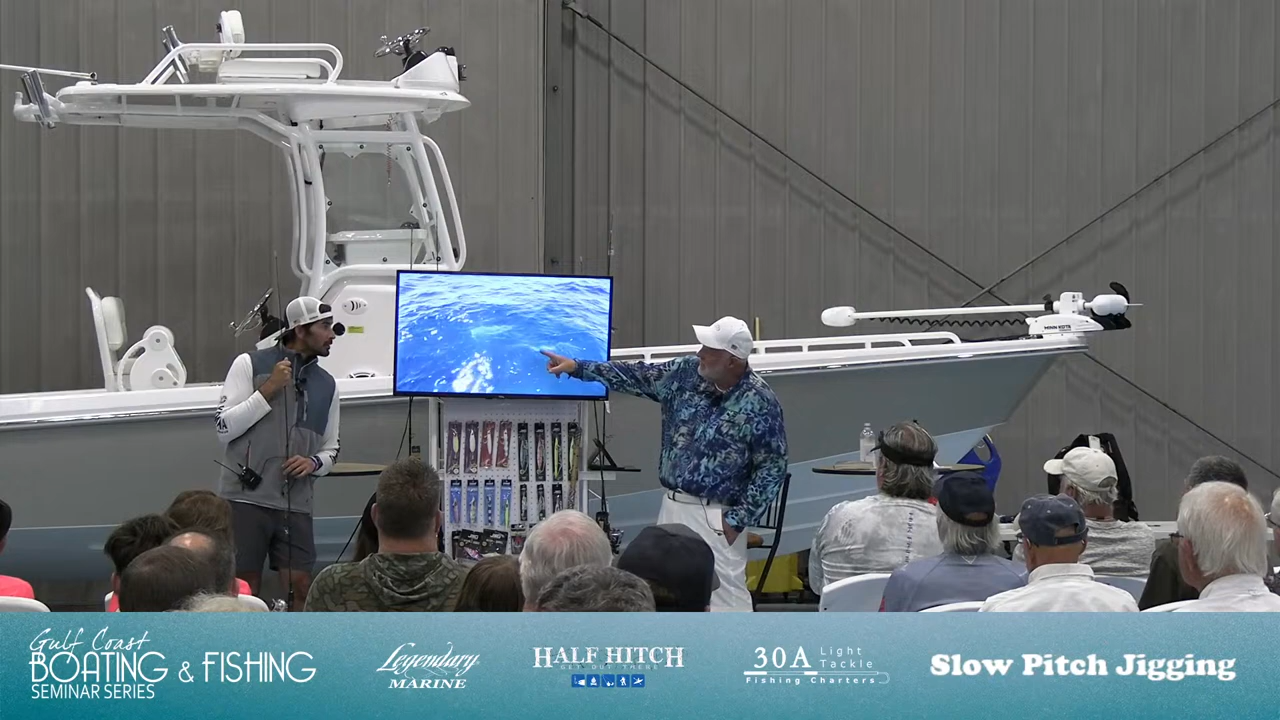 MINN KOTA
Gulf Coast
BOATING & FISHING
SEMINAR SERIES
Legendary
MARINE
HALF HITCH
GET OUT THERE
30A Light Tackle
Fishing Charters
Slow Pitch Jigging